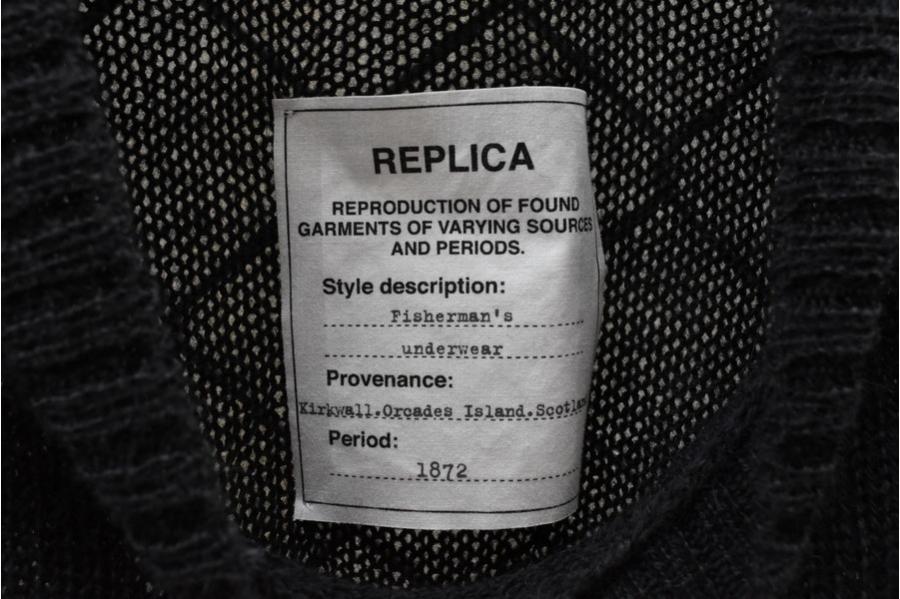 REPLICA
REPRODUCTION OF FOUND
GARMENTS OF VARYING SOURCES
AND PERIODS.
Style description:
Fisherman's
underwear
Provenance:
Kirkwall.Orcades Island.Scotlan
Period:
1872